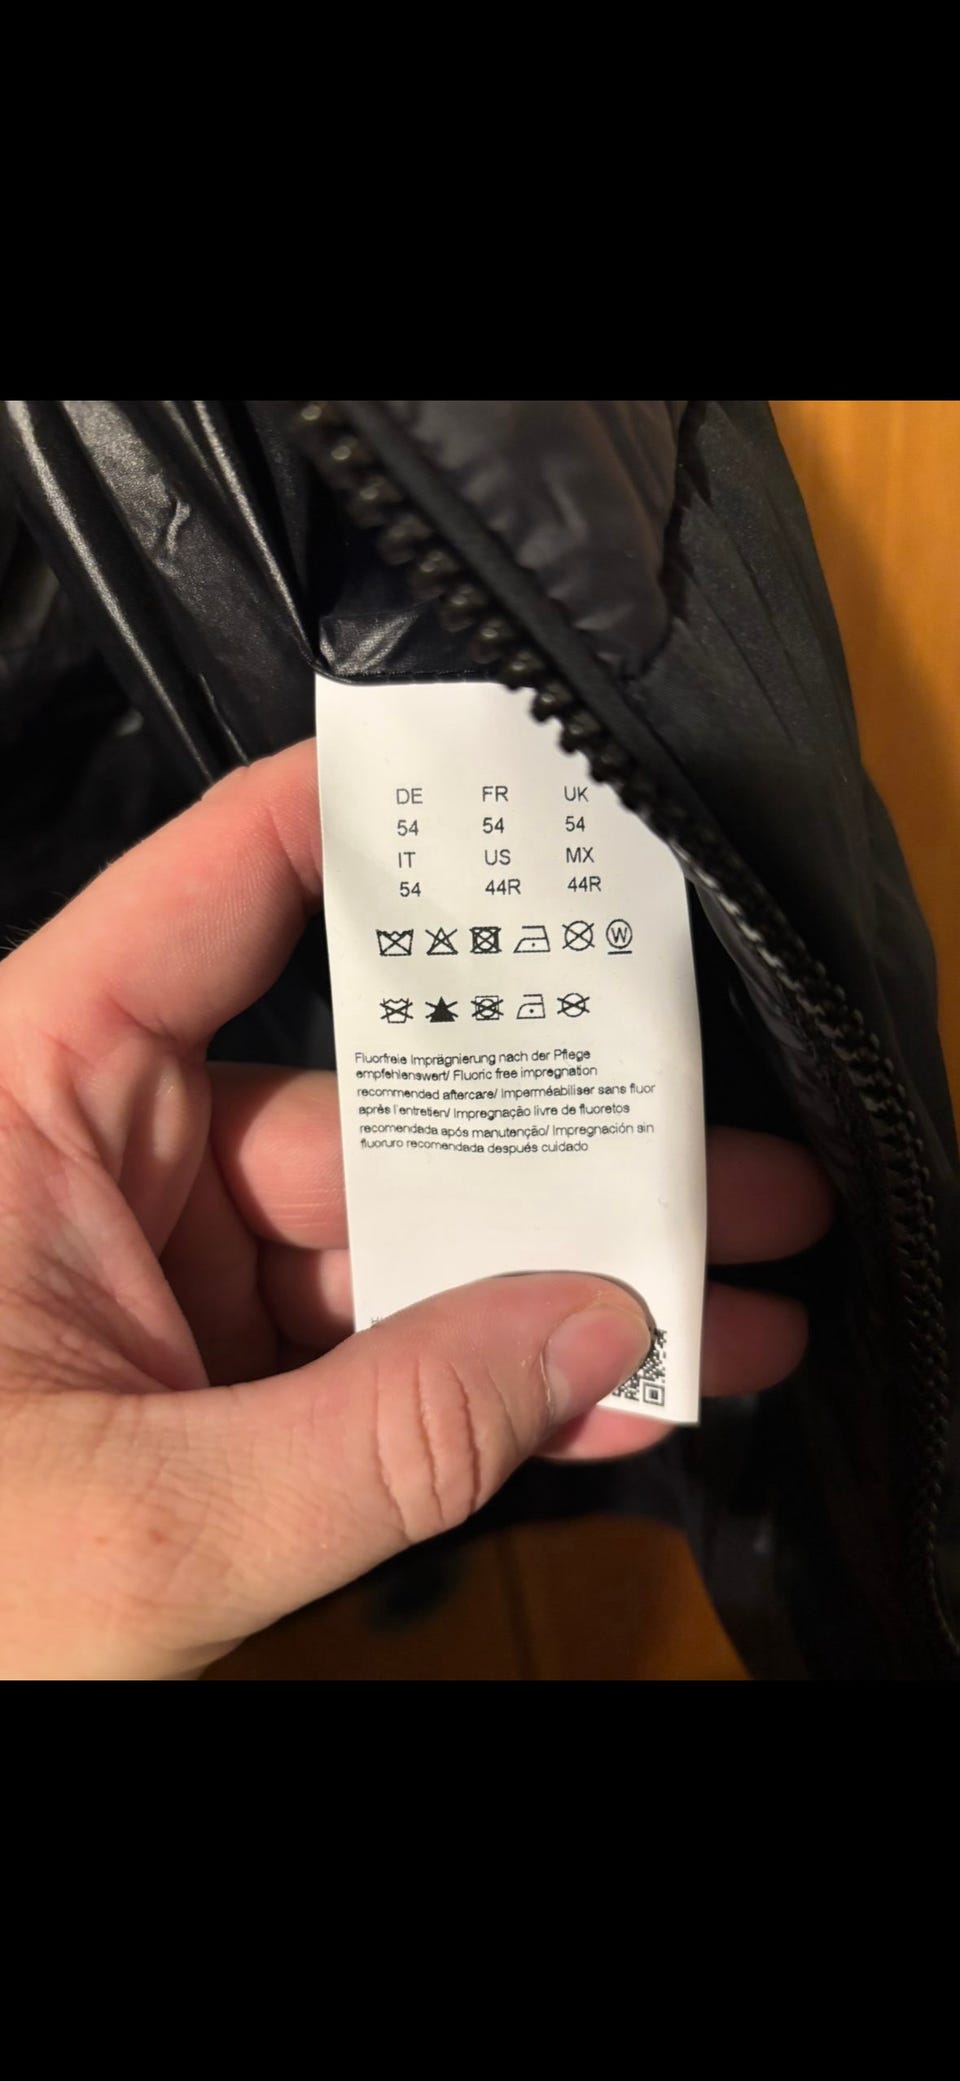 DE FR UK
54 54 54
IT US MX
54 44R 44R
W
Fluorfreie Imprägnierung nach der Pflege
empfehlenswert/ Fluoric free impregnation
recommended aftercare/ Imperméabiliser sans fluor
après l'entretien/ Impregnação livre de fluoretos
recomendada após manutenção/ Impregnación sin
fluoruro recomendada después cuidado